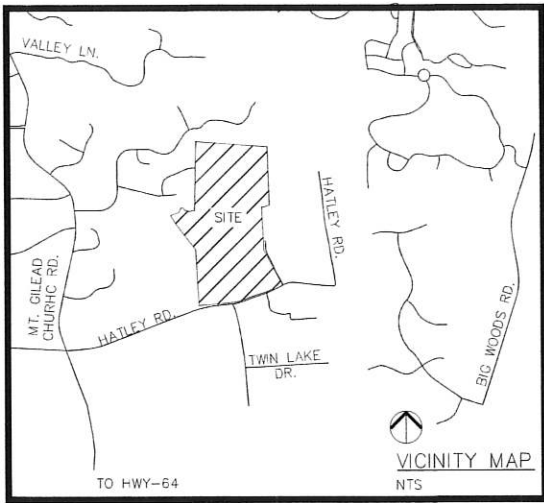 VALLEY LN.
SITE
HATLEY RD.
MT. GILEAD
CHURHC RD.
HATLEY RD.
TWIN LAKE
DR.
BIG WOODS RD.
VICINITY MAP
NTS
TO HWY-64